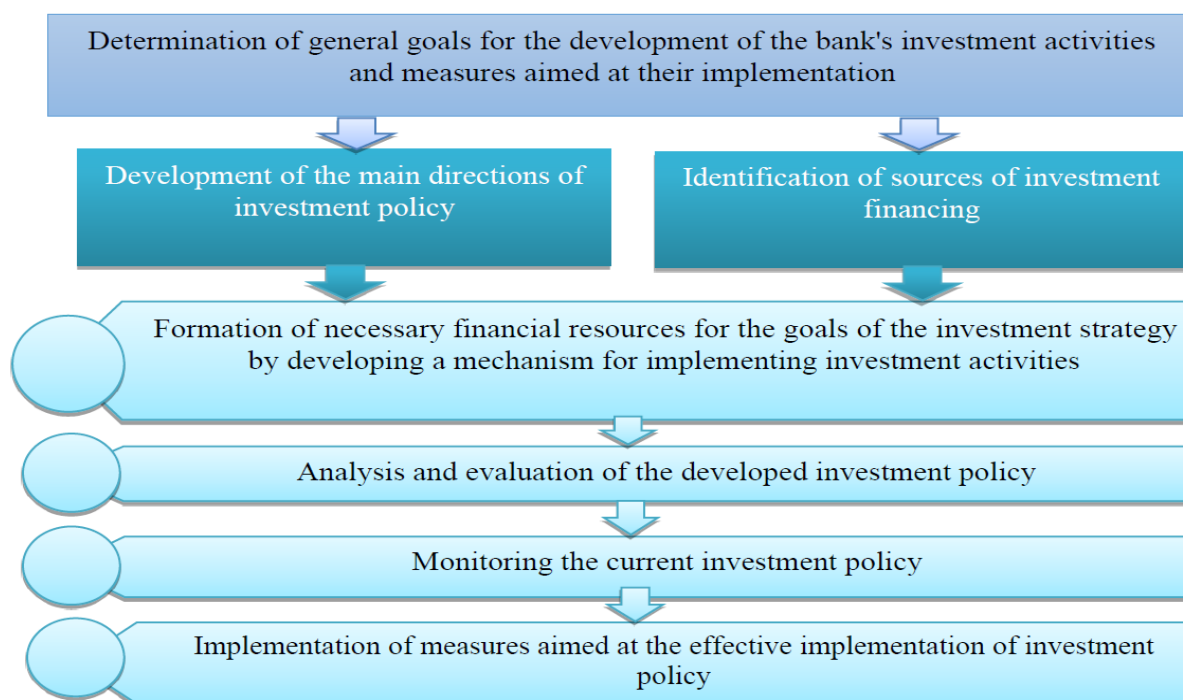 Determination of general goals for the development of the bank's investment activities
and measures aimed at their implementation
Development of the main directions of
investment policy
Identification of sources of investment
financing
Formation of necessary financial resources for the goals of the investment strategy
by developing a mechanism for implementing investment activities
Analysis and evaluation of the developed investment policy
Monitoring the current investment policy
Implementation of measures aimed at the effective implementation of investment
policy